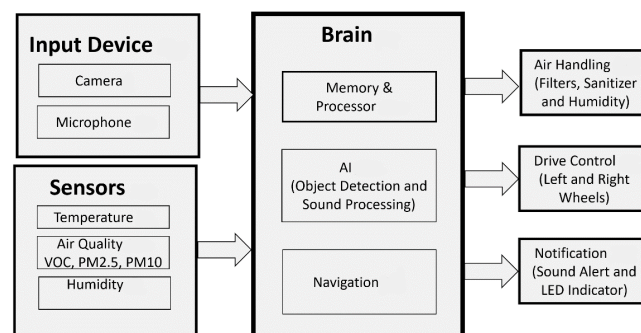 Input Device
Camera
Microphone
Sensors
Temperature
Air Quality
VOC, PM2.5, PM10
Humidity
Brain
Memory &
Processor
AI
(Object Detection and
Sound Processing)
Navigation
Air Handling
(Filters, Sanitizer
and Humidity)
Drive Control
(Left and Right
Wheels)
Notification
(Sound Alert and
LED Indicator)